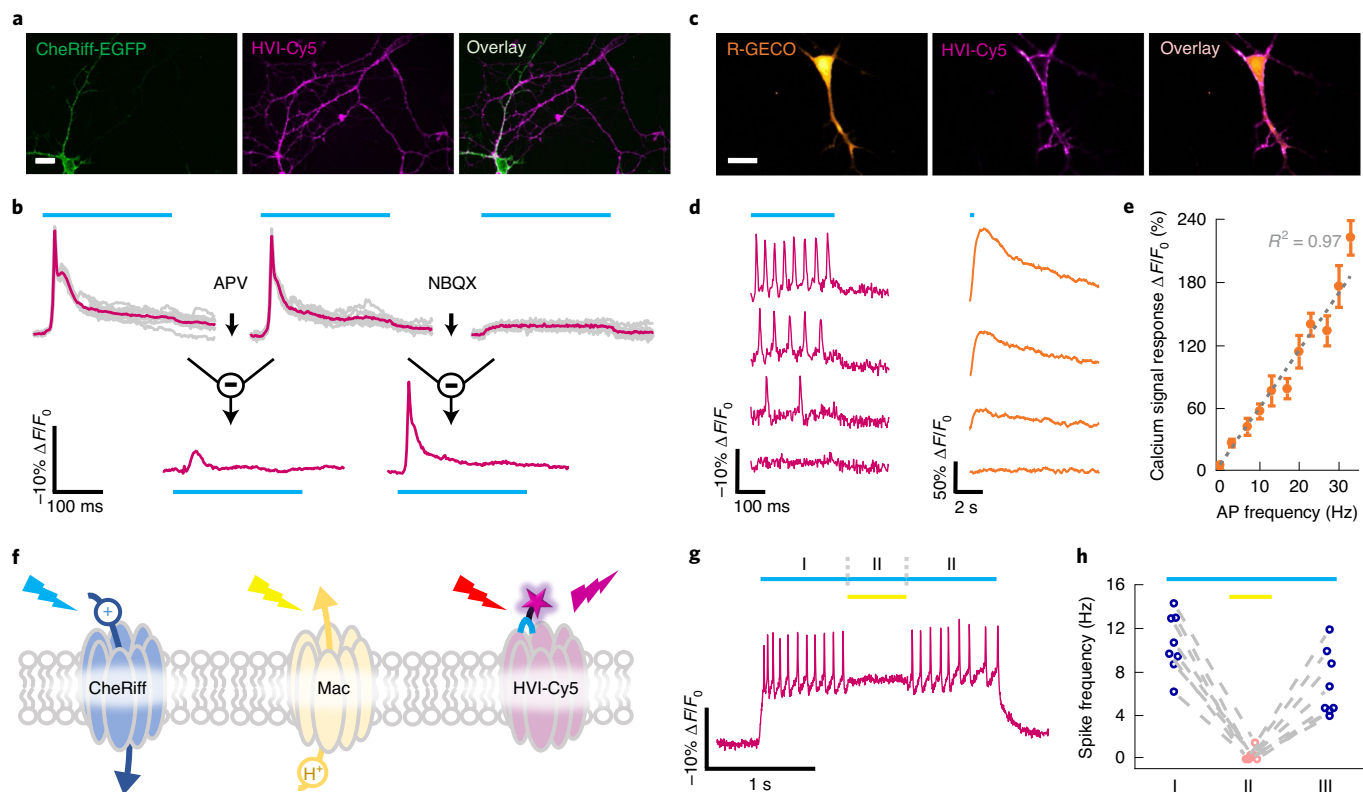 a
CheRiff-EGFP
HVI-Cy5
Overlay
b
APV
NBQX
−
−
−10% ΔF/F0
100 ms
c
R-GECO
HVI-Cy5
Overlay
d
−10% ΔF/F0
100 ms
50% ΔF/F0
2 s
e
Calcium signal response ΔF/F0 (%)
240
180
120
60
0
R2 = 0.97
0
10
20
30
AP frequency (Hz)
f
+
CheRiff
Mac
H+
HVI-Cy5
g
I
II
II
−10% ΔF/F0
1 s
h
Spike frequency (Hz)
16
12
8
4
0
I
II
III